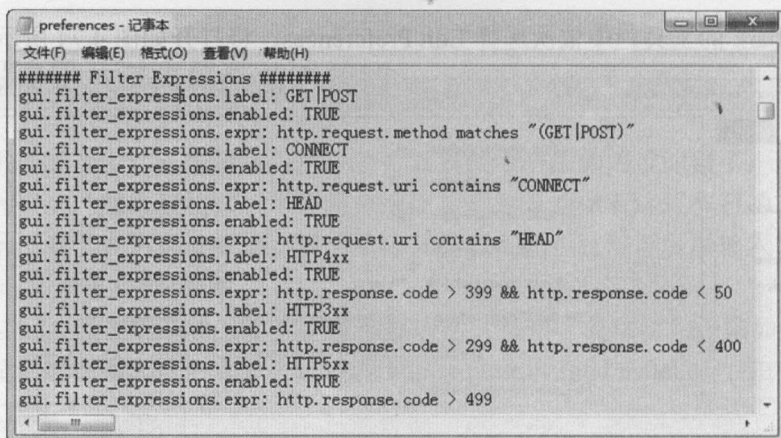 preferences - 记事本
文件(F) 编辑(E) 格式(O) 查看(V) 帮助(H)
####### Filter Expressions ########
gui.filter_expressions.label: GET|POST
gui.filter_expressions.enabled: TRUE
gui.filter_expressions.expr: http.request.method matches "(GET|POST)"
gui.filter_expressions.label: CONNECT
gui.filter_expressions.enabled: TRUE
gui.filter_expressions.expr: http.request.uri contains "CONNECT"
gui.filter_expressions.label: HEAD
gui.filter_expressions.enabled: TRUE
gui.filter_expressions.expr: http.request.uri contains "HEAD"
gui.filter_expressions.label: HTTP4xx
gui.filter_expressions.enabled: TRUE
gui.filter_expressions.expr: http.response.code > 399 && http.response.code < 50
gui.filter_expressions.label: HTTP3xx
gui.filter_expressions.enabled: TRUE
gui.filter_expressions.expr: http.response.code > 299 && http.response.code < 400
gui.filter_expressions.label: HTTP5xx
gui.filter_expressions.enabled: TRUE
gui.filter_expressions.expr: http.response.code > 499